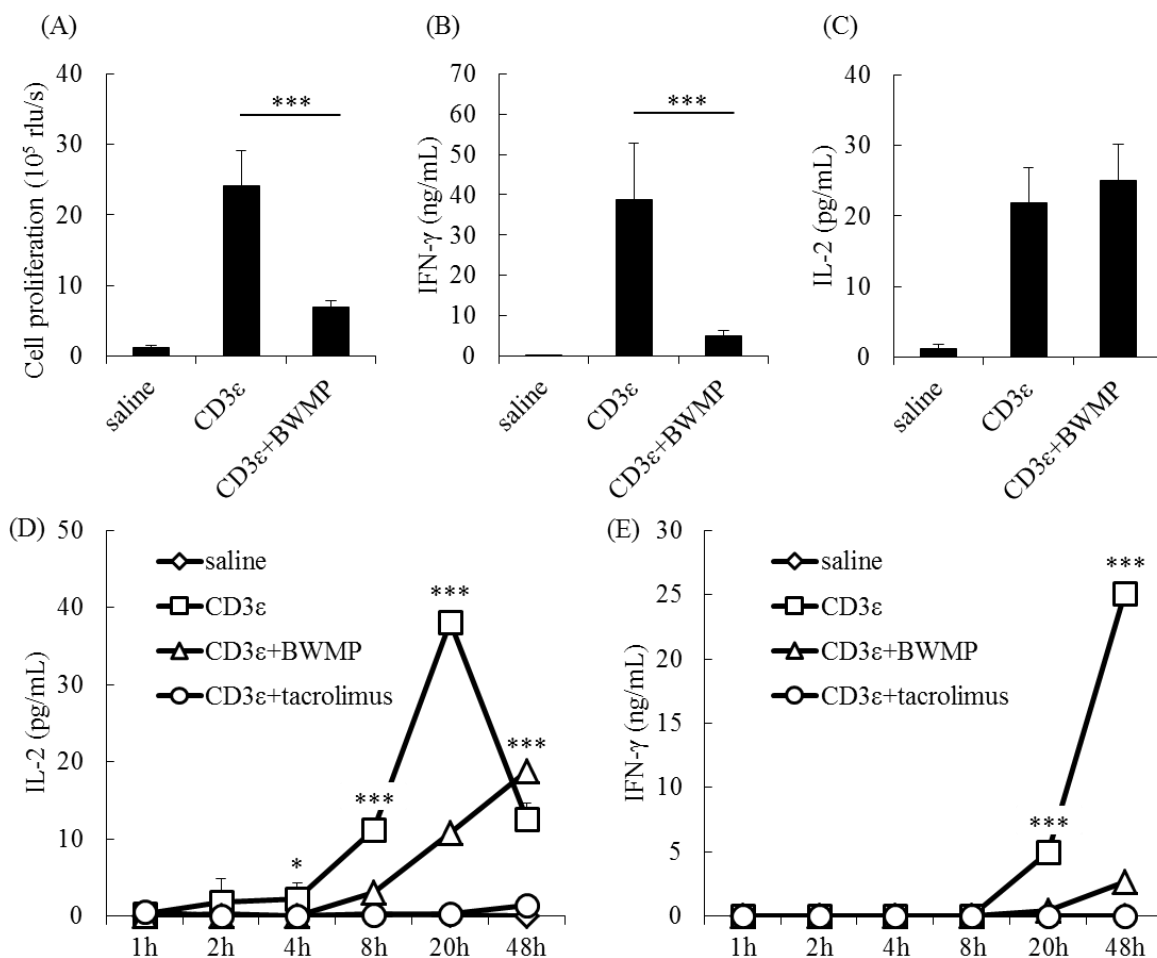 (A)
Cell proliferation (10⁵ rlu/s)
40
30
20
10
0
***
saline
CD3ε
CD3ε+BWMP
(B)
IFN-γ (ng/mL)
70
60
50
40
30
20
10
0
***
saline
CD3ε
CD3ε+BWMP
(C)
IL-2 (pg/mL)
40
30
20
10
0
saline
CD3ε
CD3ε+BWMP
(D)
IL-2 (pg/mL)
50
40
30
20
10
0
saline
CD3ε
CD3ε+BWMP
CD3ε+tacrolimus
*
***
***
***
1h 2h 4h 8h 20h 48h
(E)
IFN-γ (ng/mL)
30
25
20
15
10
5
0
saline
CD3ε
CD3ε+BWMP
CD3ε+tacrolimus
***
***
1h 2h 4h 8h 20h 48h